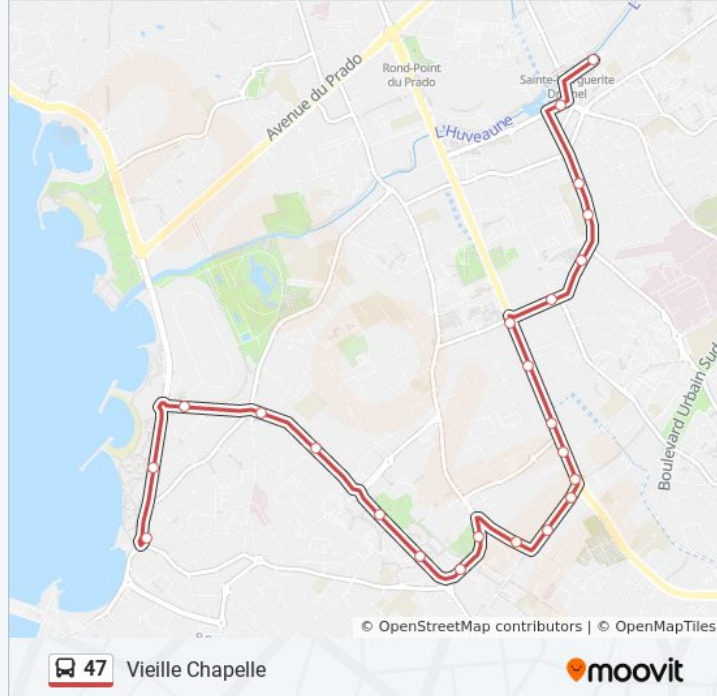 Avenue du Prado
Rond-Point
du Prado
Sainte-
L'Huveaune
Boulevard Urbain Sud
© OpenStreetMap contributors | © OpenMapTiles
47 Vieille Chapelle
moovit